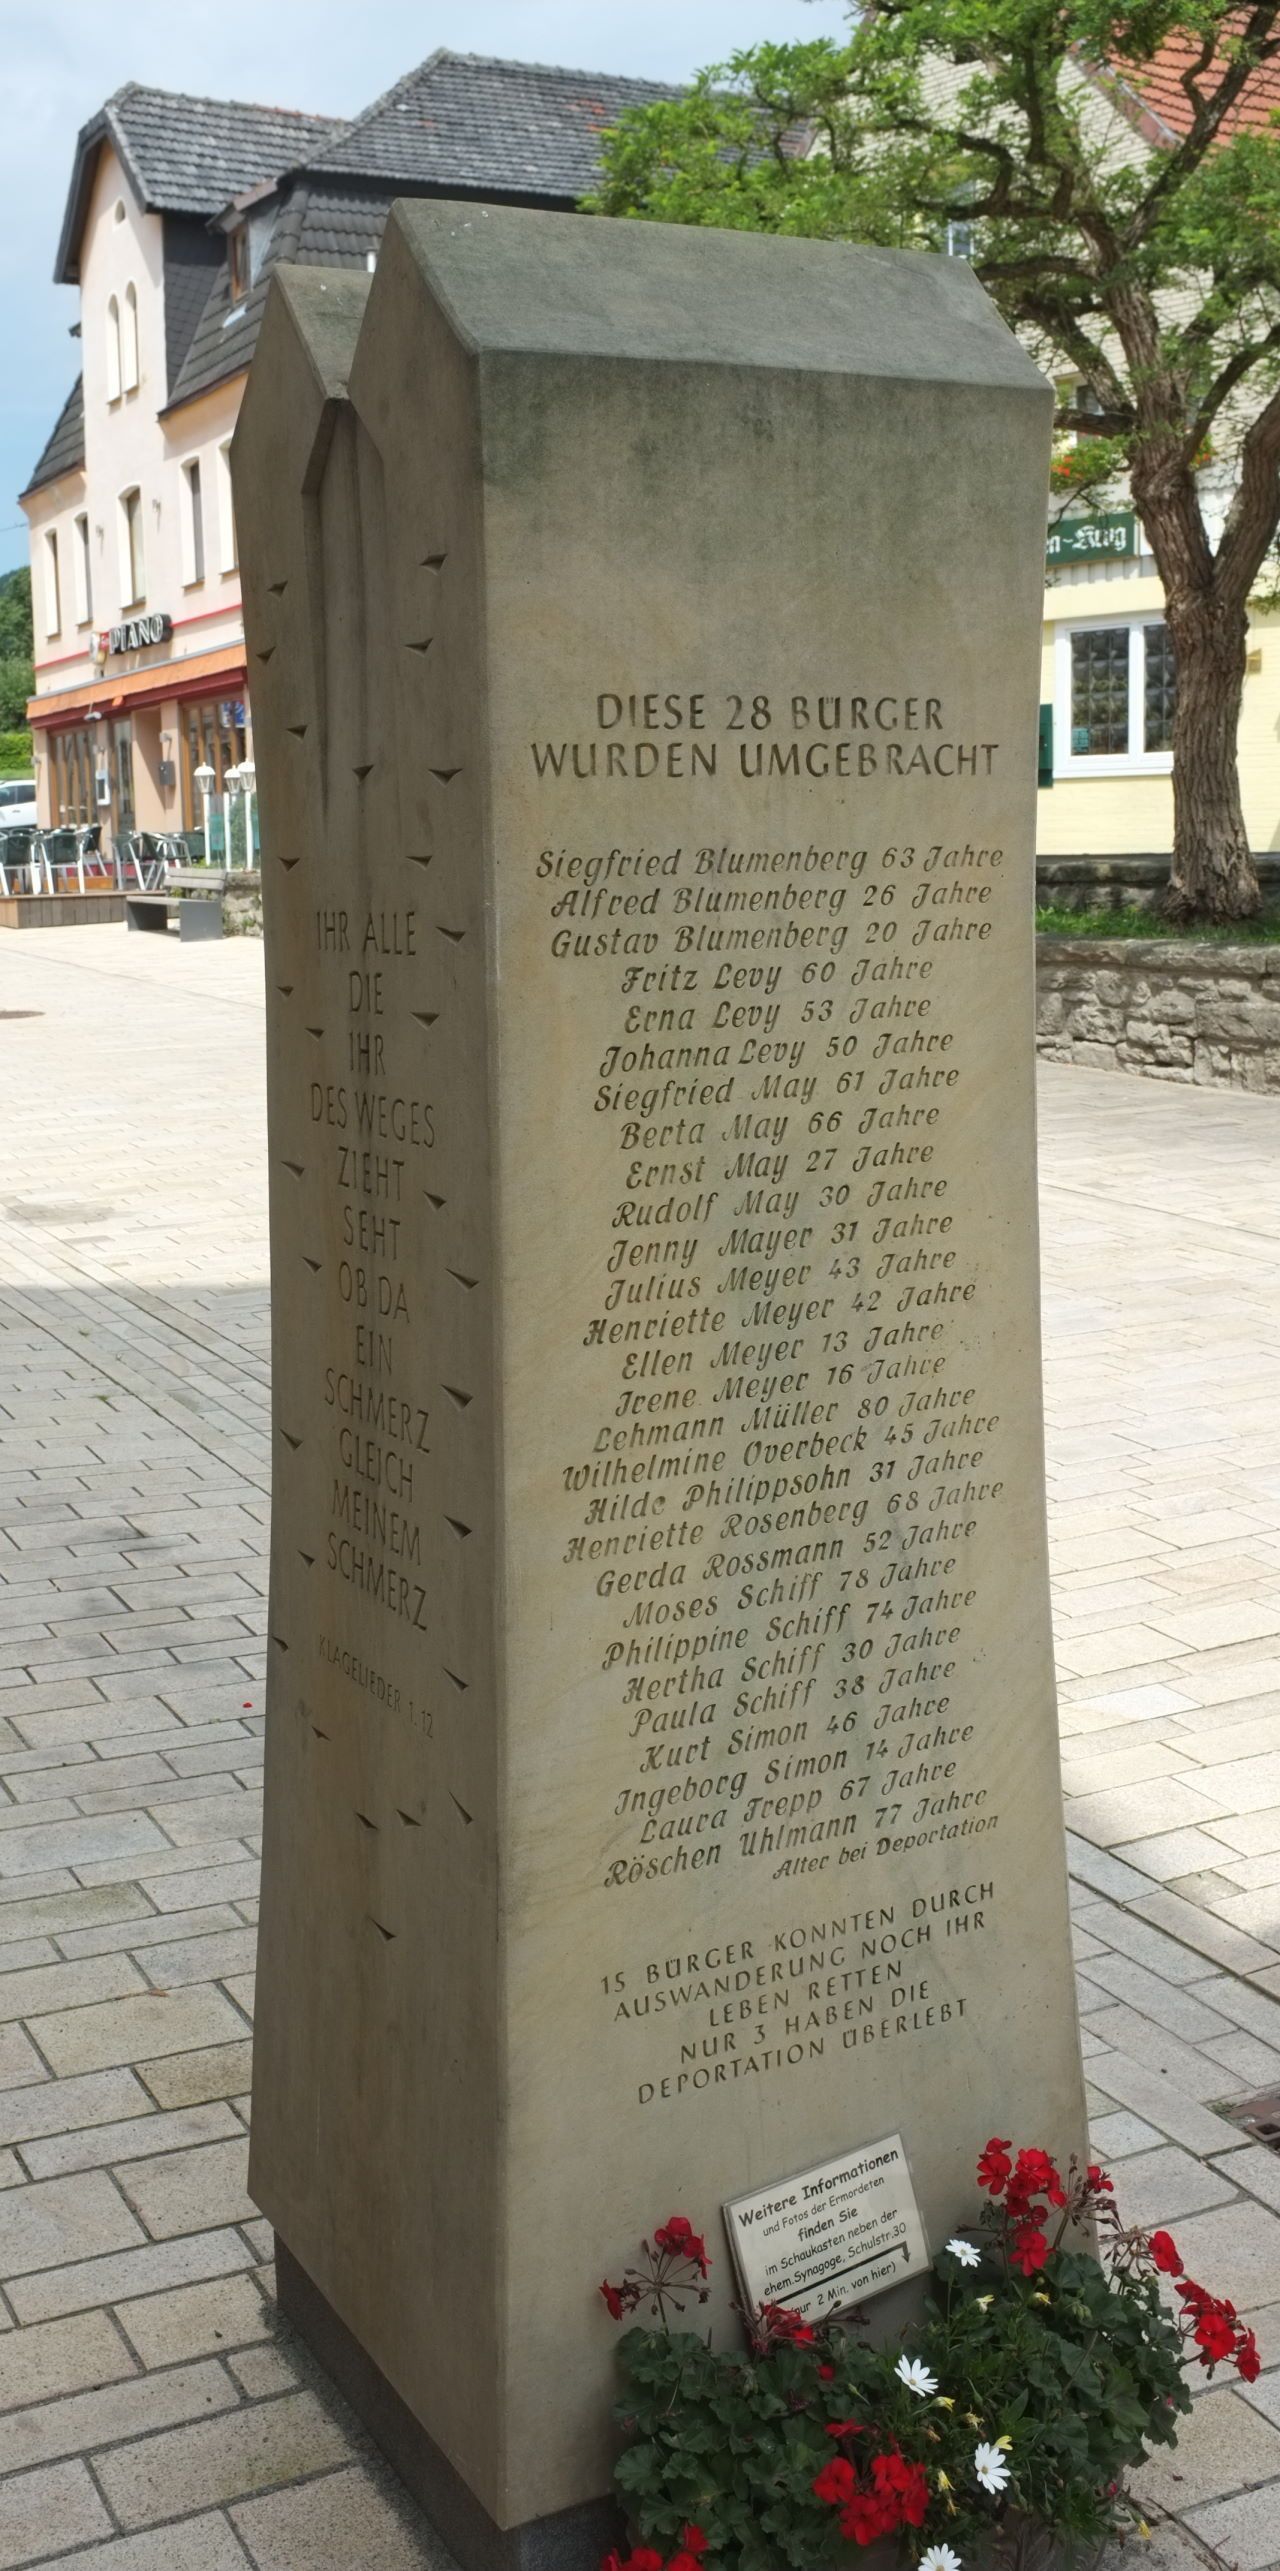 PIANO
DIESE 28 BÜRGER
WURDEN UMGEBRACHT
Siegfried Blumenberg 63 Jahre
Alfred Blumenberg 26 Jahre
Gustav Blumenberg 20 Jahre
Fritz Levy 60 Jahre
Erna Levy 53 Jahre
Johanna Levy 50 Jahre
Siegfried May 61 Jahre
Berta May 66 Jahre
Ernst May 27 Jahre
Rudolf May 30 Jahre
Jenny Mayer 31 Jahre
Julius Meyer 43 Jahre
Henriette Meyer 42 Jahre
Ellen Meyer 13 Jahre
Irene Meyer 16 Jahre
Lehmann Müller 80 Jahre
Wilhelmine Overbeck 45 Jahre
Hilde Philippsohn 31 Jahre
Henriette Rosenberg 68 Jahre
Gerda Rossmann 52 Jahre
Moses Schiff 78 Jahre
Philippine Schiff 74 Jahre
Hertha Schiff 30 Jahre
Paula Schiff 38 Jahre
Kurt Simon 46 Jahre
Ingeborg Simon 14 Jahre
Laura Trepp 67 Jahre
Röschen Uhlmann 77 Jahre
Alter bei Deportation
15 BÜRGER KONNTEN DURCH
AUSWANDERUNG NOCH IHR
LEBEN RETTEN
NUR 3 HABEN DIE
DEPORTATION ÜBERLEBT
IHR ALLE
DIE
IHR
DES WEGES
ZIEHT
SEHT
OB DA
EIN
SCHMERZ
GLEICH
MEINEM
SCHMERZ
KLAGELIEDER 1.12
Weitere Informationen
und Fotos der Ermordeten
finden Sie
im Schaukasten neben der
ehem. Synagoge, Schulstr.30
(nur 2 Min. von hier)